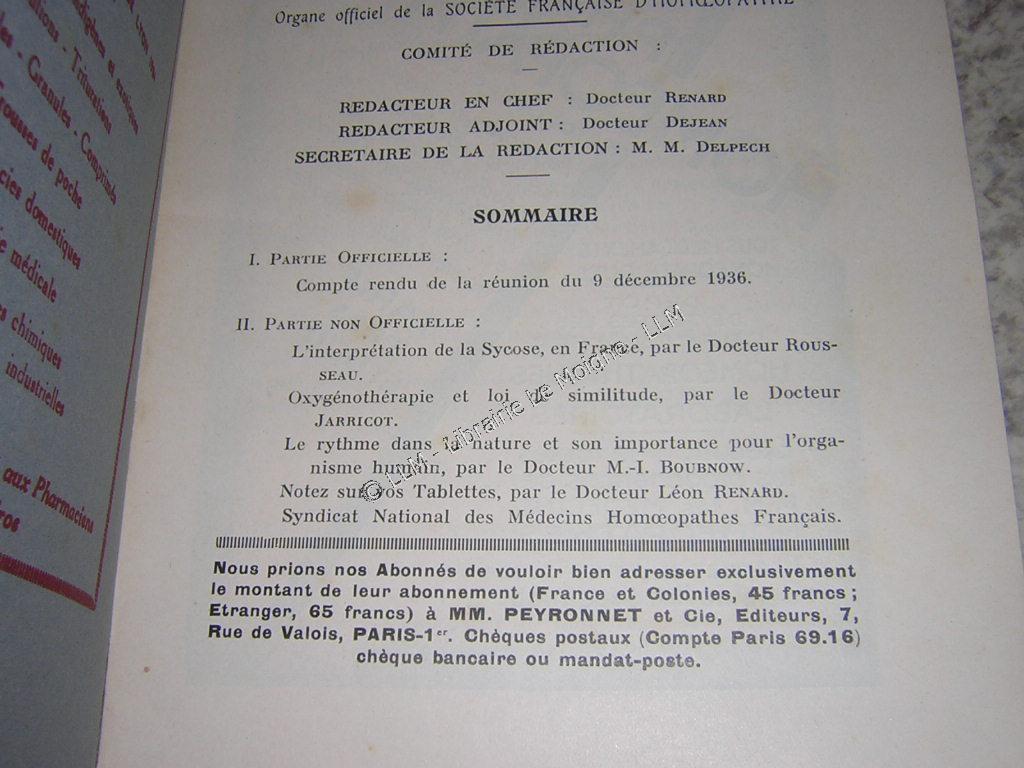 Organe officiel de la SOCIÉTÉ FRANÇAISE D'HOMŒOPATHIE
COMITÉ DE RÉDACTION :
REDACTEUR EN CHEF : Docteur RENARD
REDACTEUR ADJOINT : Docteur DEJEAN
SECRETAIRE DE LA REDACTION : M. M. DELPECH
SOMMAIRE
I. PARTIE OFFICIELLE :
Compte rendu de la réunion du 9 décembre 1936.
II. PARTIE NON OFFICIELLE :
L'interprétation de la Sycose, en France, par le Docteur ROUS-
SEAU.
Oxygénothérapie et loi de similitude, par le Docteur
JARRICOT.
Le rythme dans la nature et son importance pour l'orga-
nisme humain, par le Docteur M.-I. BOUBNOW.
Notez sur vos Tablettes, par le Docteur Léon RENARD.
Syndicat National des Médecins Homœopathes Français.
Nous prions nos Abonnés de vouloir bien adresser exclusivement
le montant de leur abonnement (France et Colonies, 45 francs ;
Etranger, 65 francs) à MM. PEYRONNET et Cie, Editeurs, 7,
Rue de Valois, PARIS-1er. Chèques postaux (Compte Paris 69.16)
chèque bancaire ou mandat-poste.
© LLM - Librairie Le Moigne - LLM
indigènes et exotiques
Triturations
Granules - Comprimés
Trousses de poche
domestiques
médicale
chimiques
industrielles
aux Pharmaciens